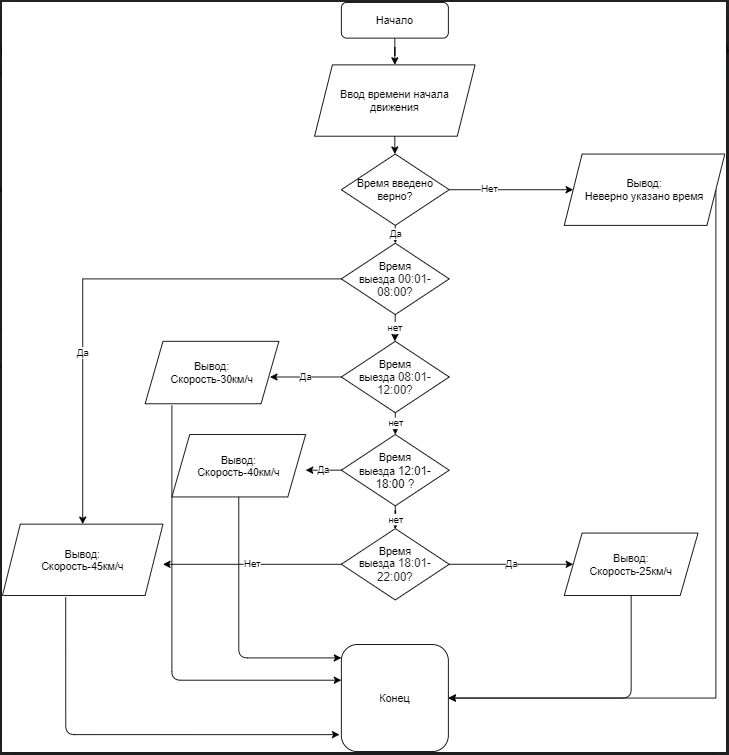 Начало
Ввод времени начала
движения
Время введено
верно?
Нет
Вывод:
Неверно указано время
Да
Время
выезда 00:01-
08:00?
Да
нет
Вывод:
Скорость-30км/ч
Да
Время
выезда 08:01-
12:00?
нет
Вывод:
Скорость-40км/ч
Да
Время
выезда 12:01-
18:00 ?
нет
Вывод:
Скорость-45км/ч
Нет
Время
выезда 18:01-
22:00?
Да
Вывод:
Скорость-25км/ч
Конец